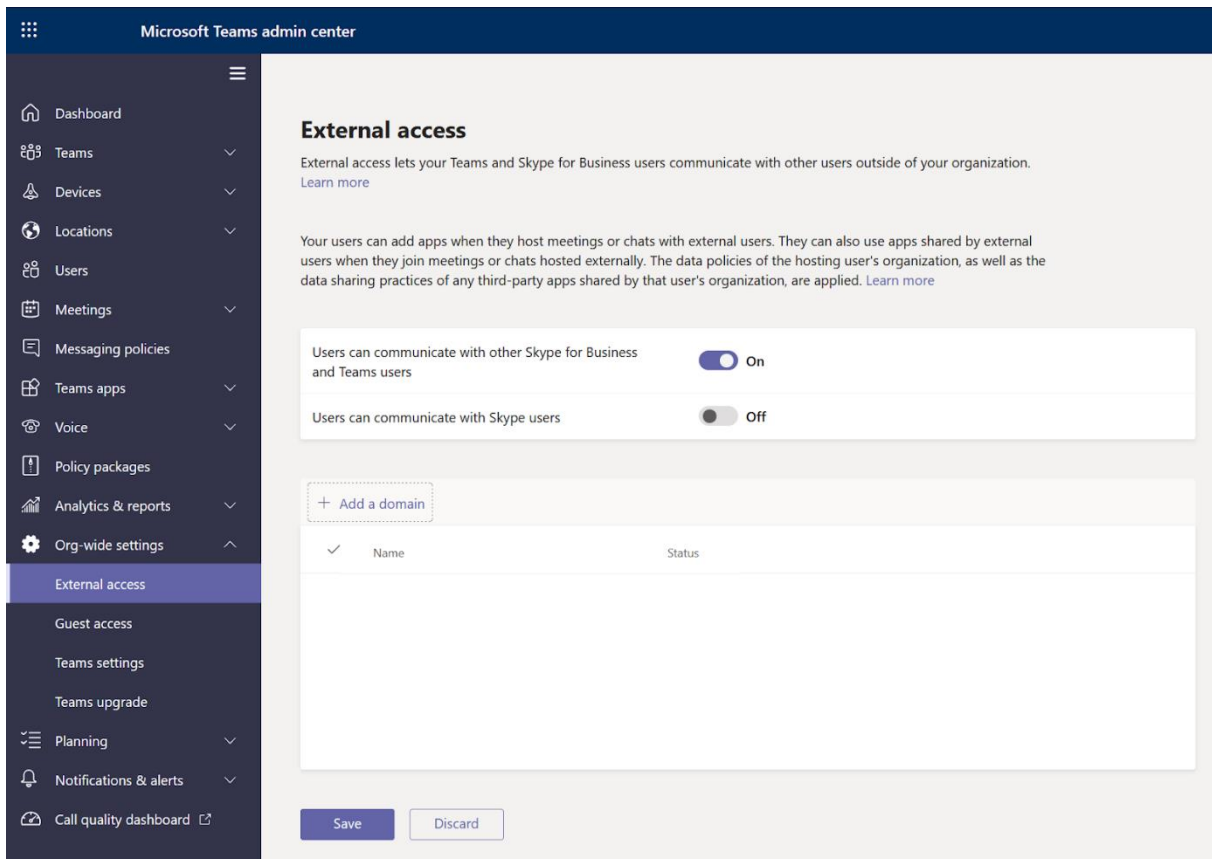 Microsoft Teams admin center
Dashboard
Teams
Devices
Locations
Users
Meetings
Messaging policies
Teams apps
Voice
Policy packages
Analytics & reports
Org-wide settings
External access
Guest access
Teams settings
Teams upgrade
Planning
Notifications & alerts
Call quality dashboard
External access
External access lets your Teams and Skype for Business users communicate with other users outside of your organization.
Learn more
Your users can add apps when they host meetings or chats with external users. They can also use apps shared by external
users when they join meetings or chats hosted externally. The data policies of the hosting user's organization, as well as the
data sharing practices of any third-party apps shared by that user's organization, are applied. Learn more
Users can communicate with other Skype for Business
and Teams users
On
Users can communicate with Skype users
Off
+ Add a domain
Name
Status
Save
Discard